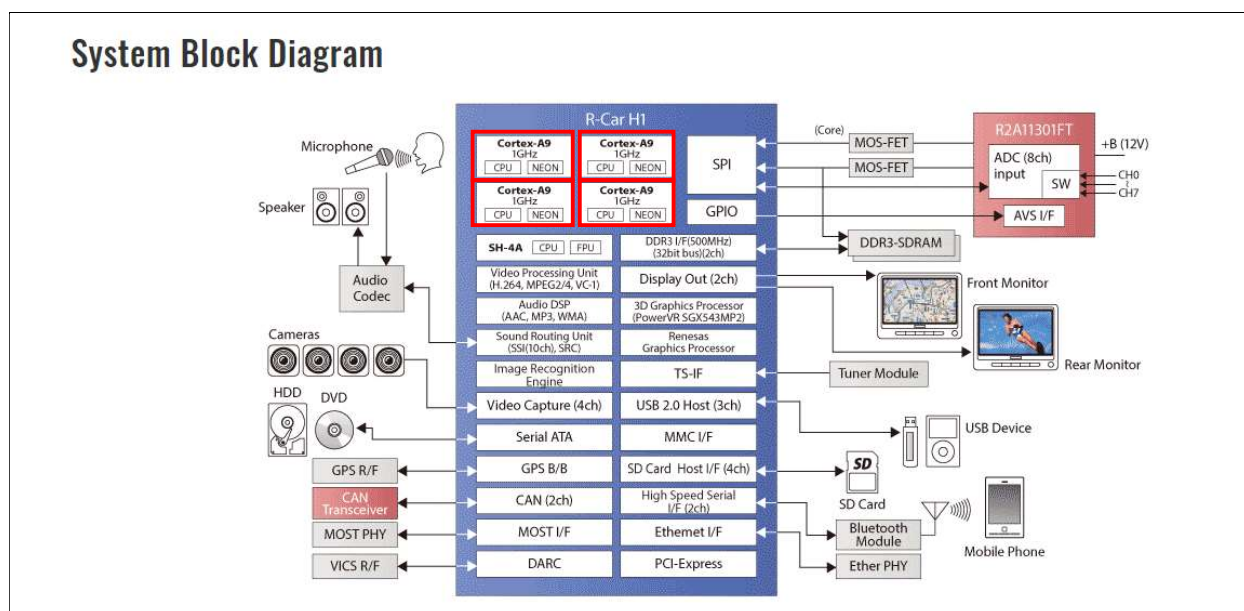 System Block Diagram
R-Car H1
Cortex-A9
1GHz
CPU NEON
Cortex-A9
1GHz
CPU NEON
Cortex-A9
1GHz
CPU NEON
Cortex-A9
1GHz
CPU NEON
SPI
GPIO
SH-4A CPU FPU
DDR3 I/F(500MHz)
(32bit bus)(2ch)
Video Processing Unit
(H.264, MPEG2/4, VC-1)
Display Out (2ch)
Audio DSP
(AAC, MP3, WMA)
3D Graphics Processor
(PowerVR SGX543MP2)
Sound Routing Unit
(SSI(10ch), SRC)
Renesas
Graphics Processor
Image Recognition
Engine
TS-IF
Video Capture (4ch)
USB 2.0 Host (3ch)
Serial ATA
MMC I/F
GPS B/B
SD Card Host I/F (4ch)
CAN (2ch)
High Speed Serial
I/F (2ch)
MOST I/F
Ethernet I/F
DARC
PCI-Express
Microphone
Speaker
Audio
Codec
Cameras
HDD
DVD
GPS R/F
CAN
Transceiver
MOST PHY
VICS R/F
(Core)
MOS-FET
MOS-FET
R2A11301FT
ADC (8ch)
input
SW
AVS I/F
+B (12V)
CH0
~
CH7
DDR3-SDRAM
Front Monitor
Rear Monitor
Tuner Module
USB Device
SD
SD Card
Bluetooth
Module
Mobile Phone
Ether PHY